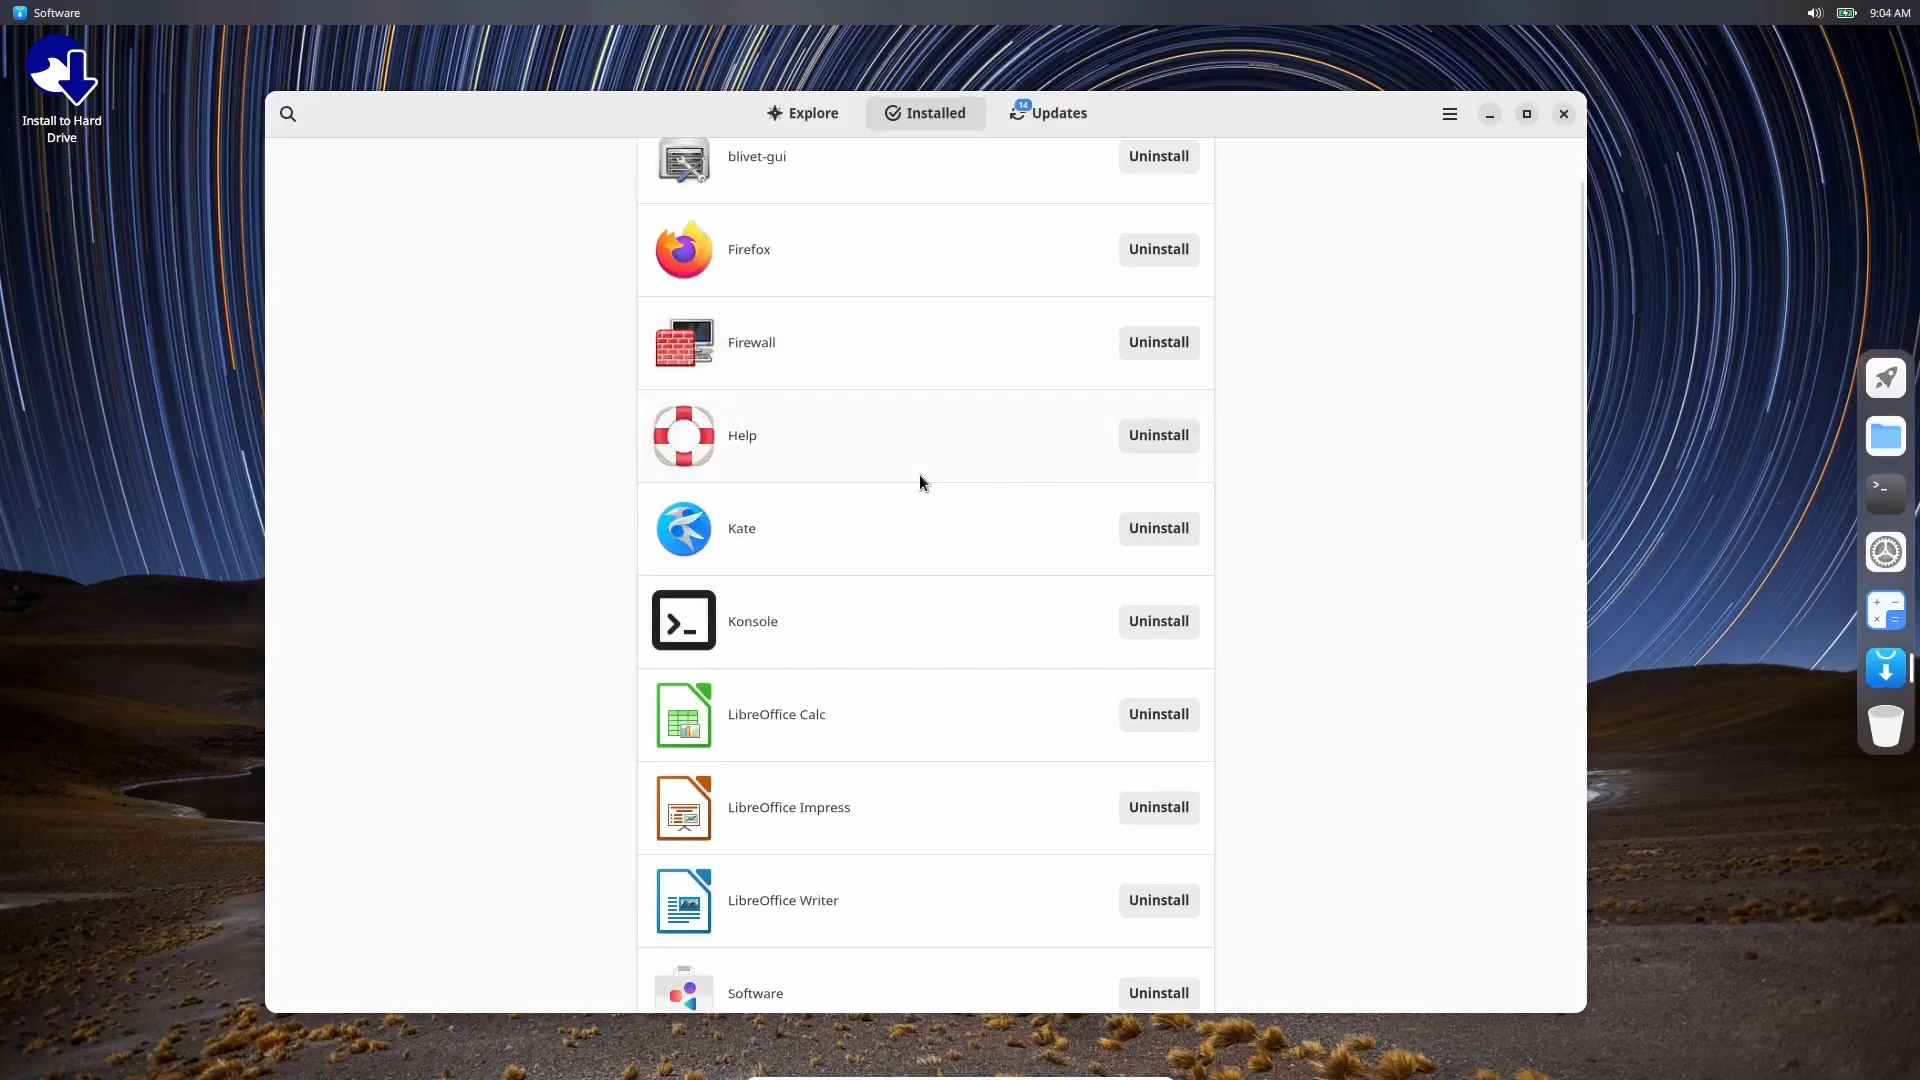 Software
9:04 AM
Install to Hard
Drive
Explore
Installed
14
Updates
blivet-gui
Uninstall
Firefox
Uninstall
Firewall
Uninstall
Help
Uninstall
Kate
Uninstall
Konsole
Uninstall
LibreOffice Calc
Uninstall
LibreOffice Impress
Uninstall
LibreOffice Writer
Uninstall
Software
Uninstall